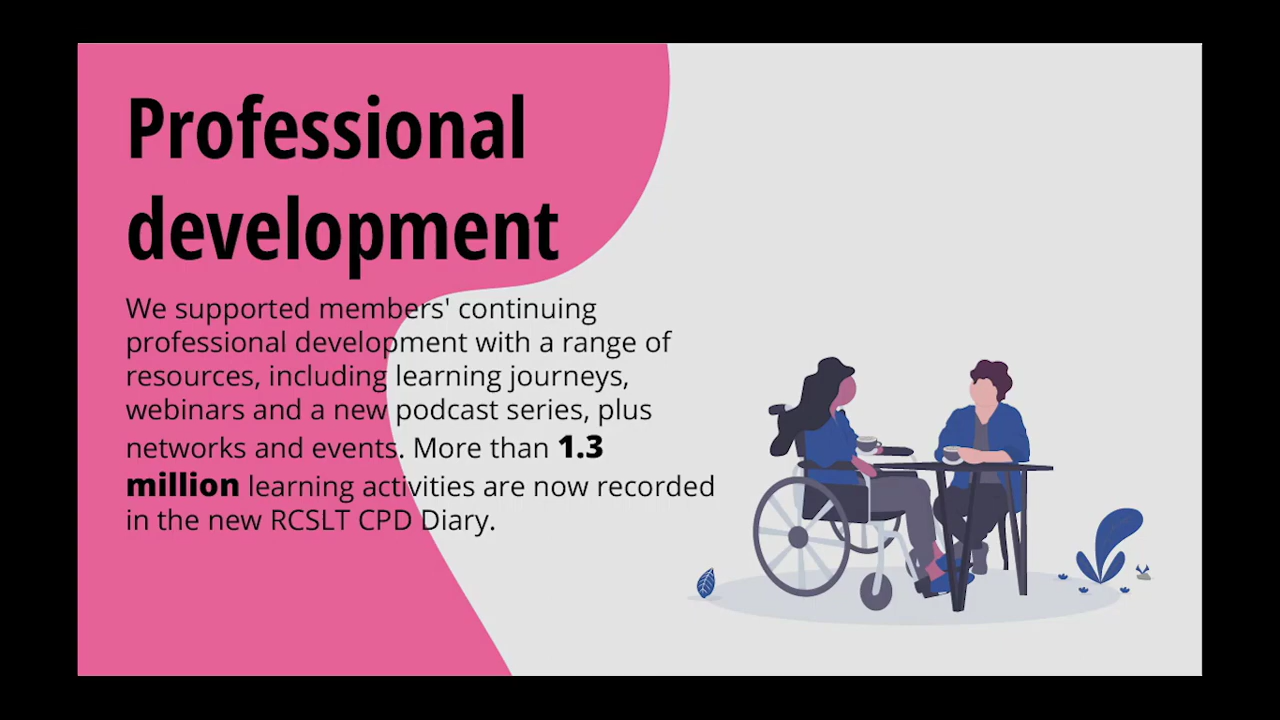 Professional
development
We supported members' continuing
professional development with a range of
resources, including learning journeys,
webinars and a new podcast series, plus
networks and events. More than 1.3
million learning activities are now recorded
in the new RCSLT CPD Diary.